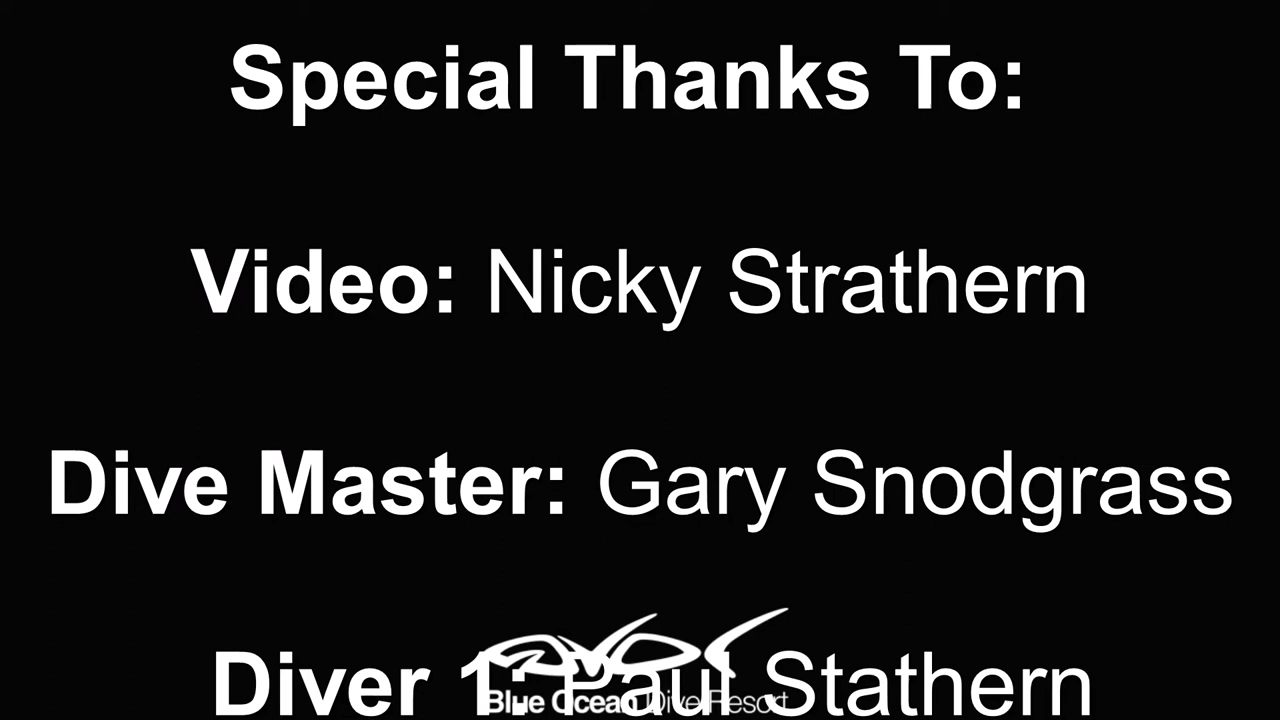 Special Thanks To:
Video: Nicky Strathern
Dive Master: Gary Snodgrass
Diver 1: Paul Stathern
Blue Ocean Dive Resort